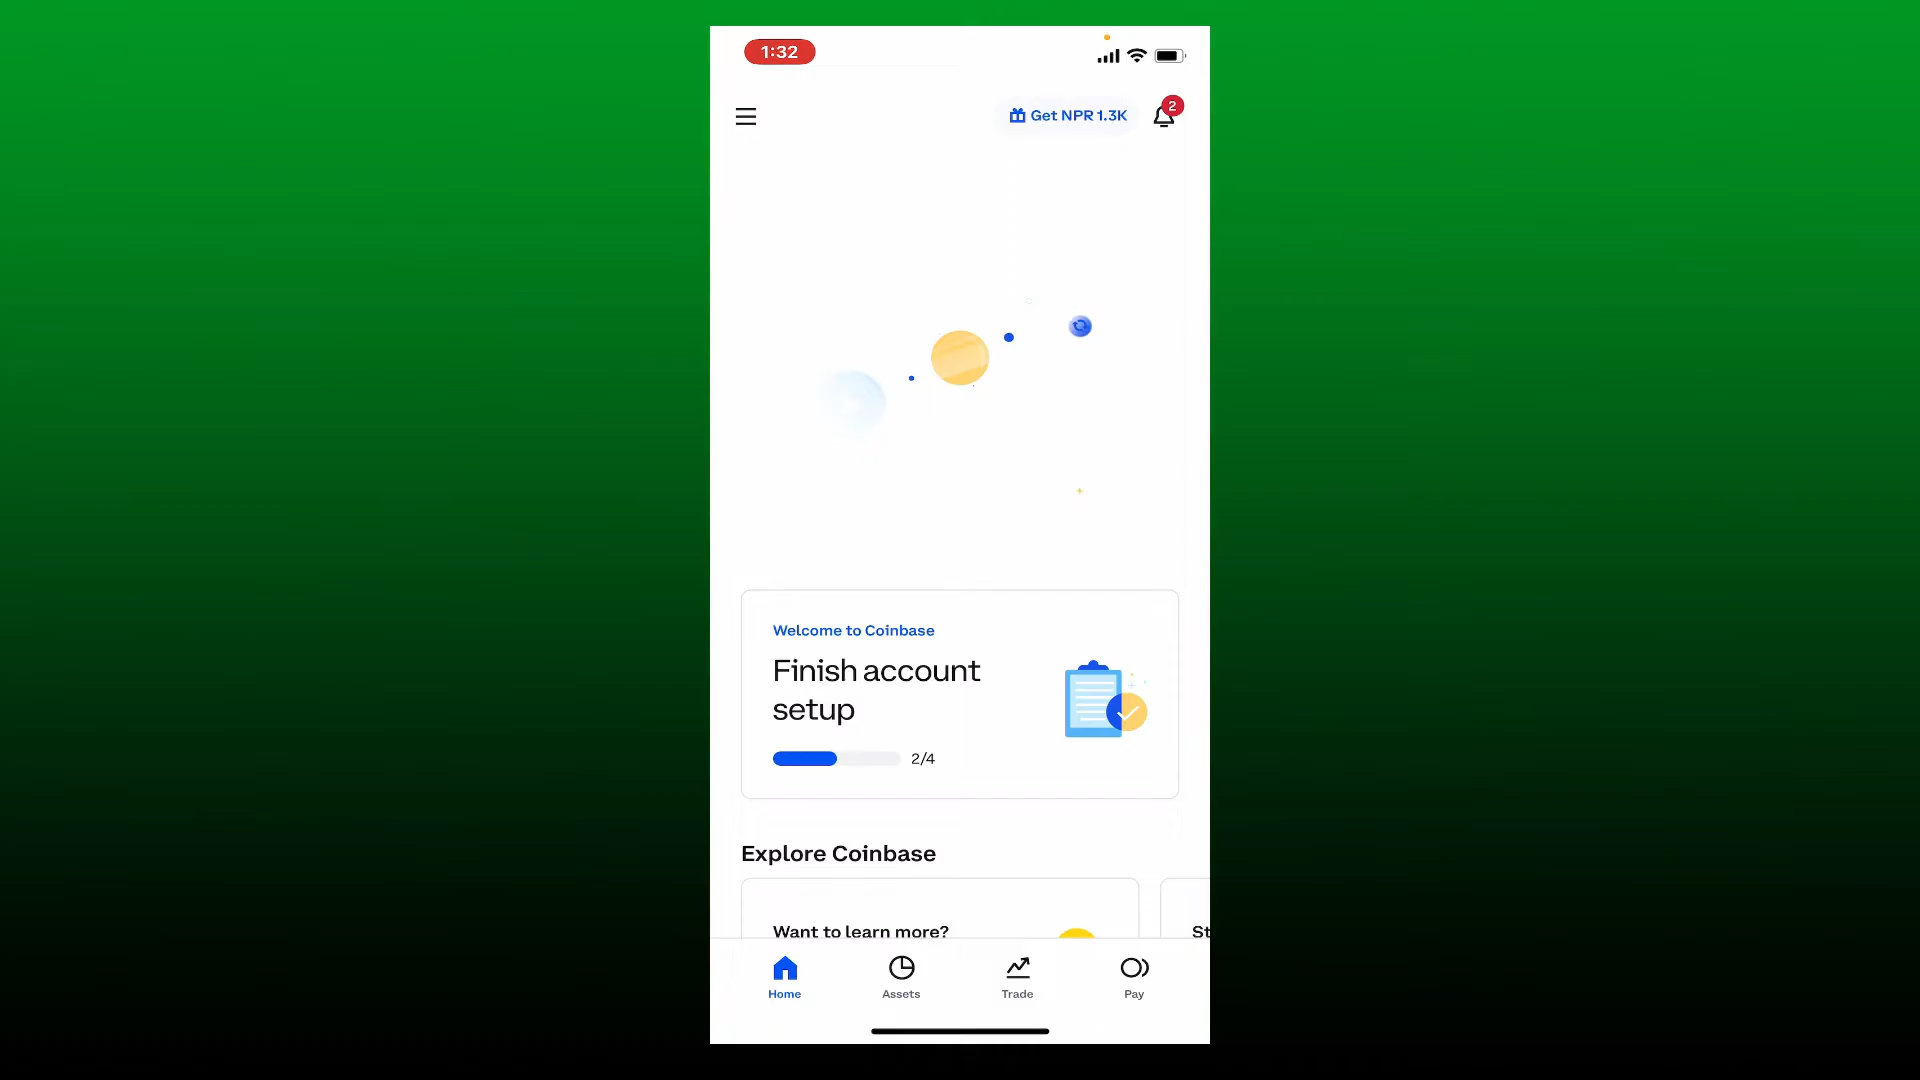 1:32
Get NPR 1.3K
2
Welcome to Coinbase
Finish account
setup
2/4
Explore Coinbase
Want to learn more?
St
Home
Assets
Trade
Pay